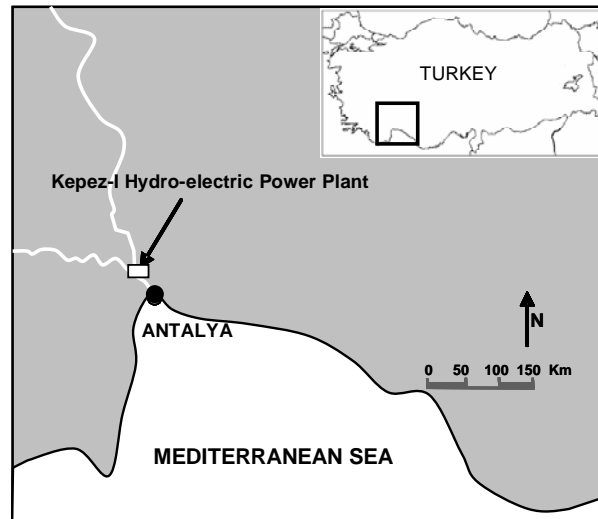 TURKEY
Kepez-I Hydro-electric Power Plant
ANTALYA
N
0 50 100 150 Km
MEDITERRANEAN SEA